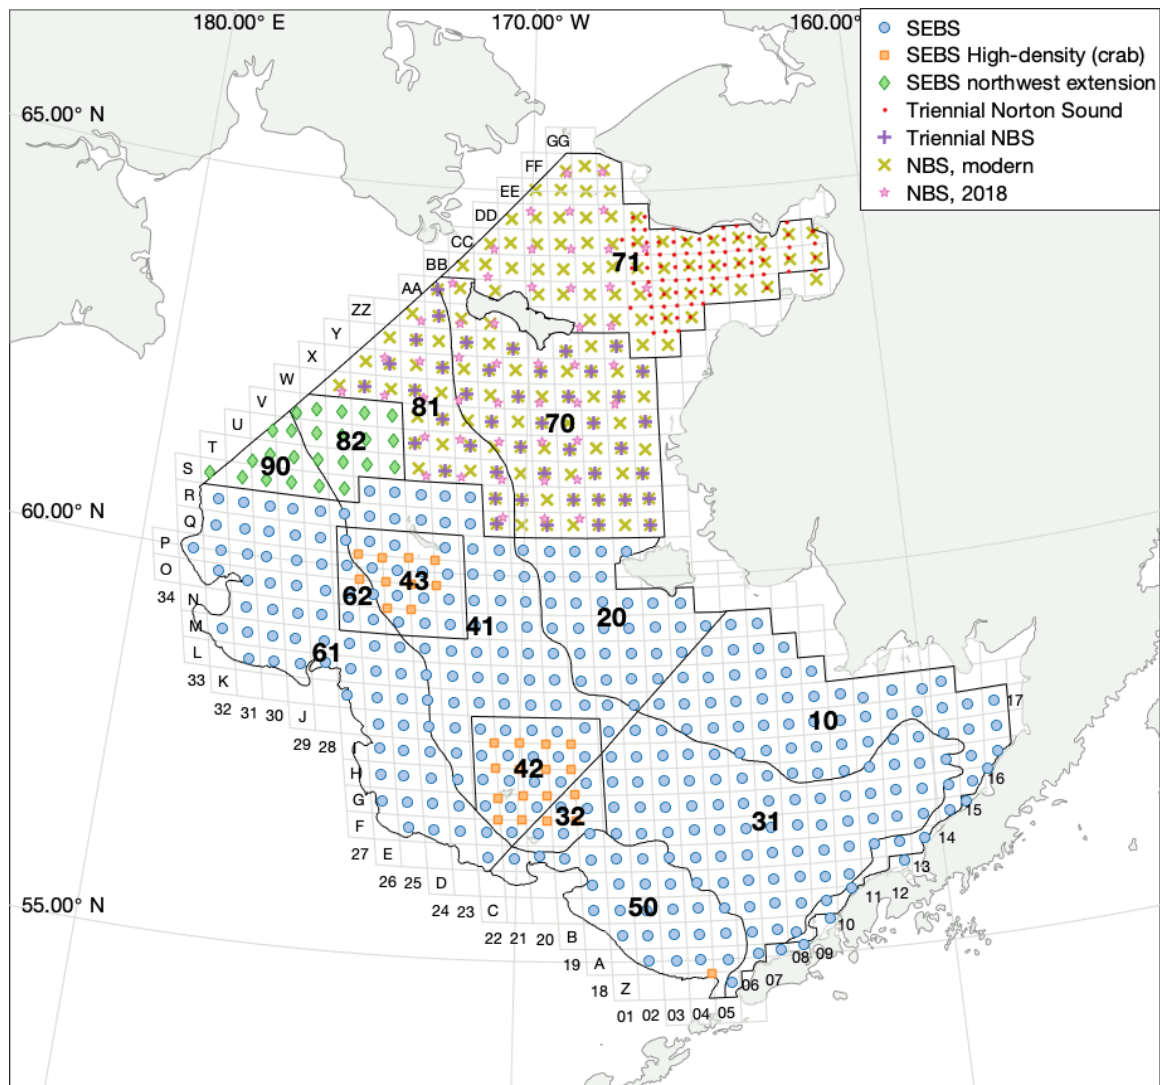 180.00° E
170.00° W
160.00°
SEBS
SEBS High-density (crab)
SEBS northwest extension
Triennial Norton Sound
Triennial NBS
NBS, modern
NBS, 2018
65.00° N
GG
FF
EE
DD
CC
BB
71
AA
ZZ
Y
X
W
81
V
70
U
82
T
90
S
R
60.00° N
Q
P
O
43
34
N
62
20
M
41
L
61
33
K
17
32
31
30
J
10
29
28
I
H
42
16
G
15
32
31
F
14
27
E
13
26
25
D
12
11
55.00° N
24
23
C
50
10
22
21
20
B
09
08
19
A
07
06
18
Z
01
02
03
04
05